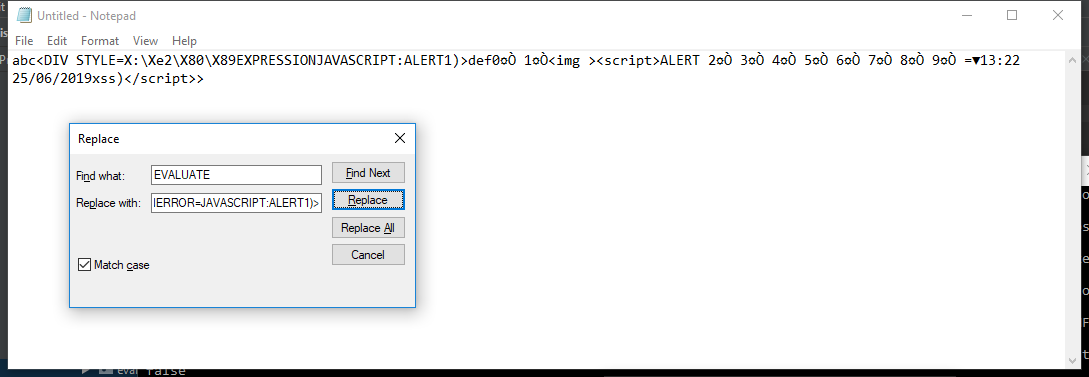 Untitled - Notepad
File Edit Format View Help
abc<DIV STYLE=X:\Xe2\X80\X89EXPRESSIONJAVASCRIPT:ALERT1)>def0¤Ò 1¤Ò<img ><script>ALERT 2¤Ò 3¤Ò 4¤Ò 5¤Ò 6¤Ò 7¤Ò 8¤Ò 9¤Ò =▼13:22
25/06/2019xss)</script>>
Replace
Find what: EVALUATE Find Next
Replace with: IERROR=JAVASCRIPT:ALERT1)> Replace
Replace All
Match case Cancel
eval false